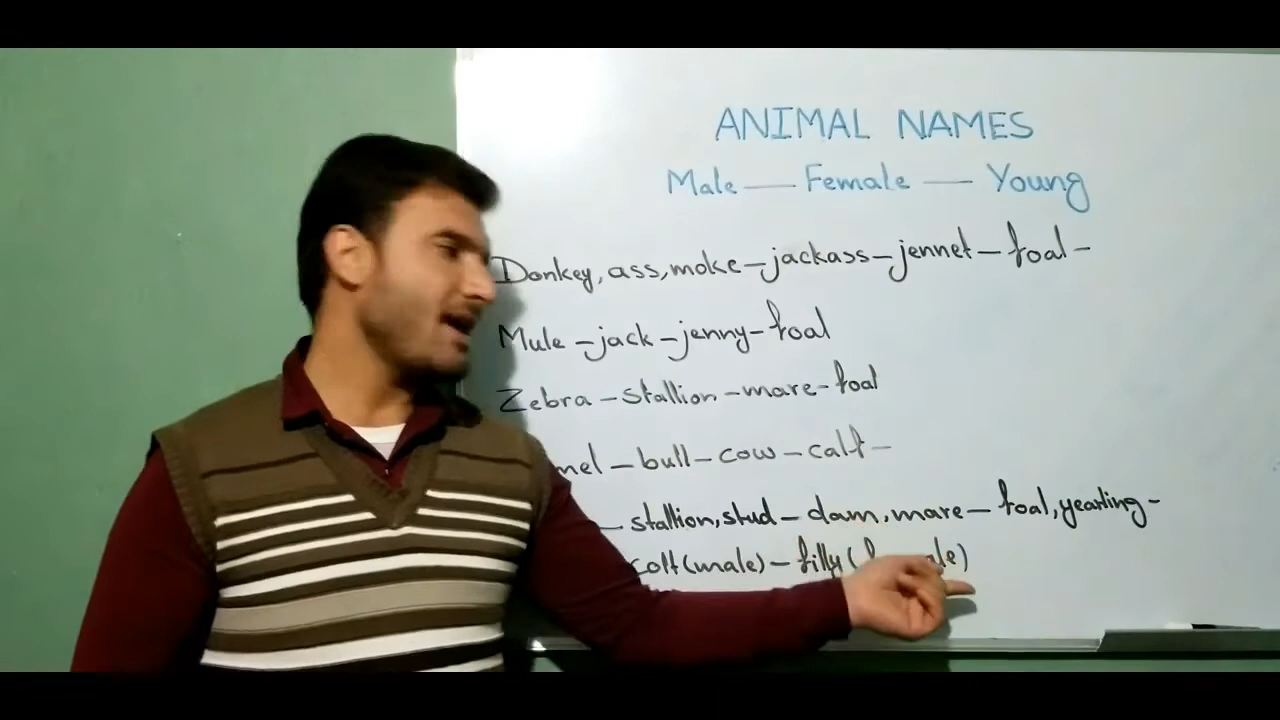 ANIMAL NAMES
Male — Female — Young
Donkey, ass, moke – jackass – jennet – foal –
Mule – jack – jenny – foal
Zebra – stallion – mare – foal
– bull – cow – calf –
– stallion, stud – dam, mare – foal, yearling –
colt (male) – filly (